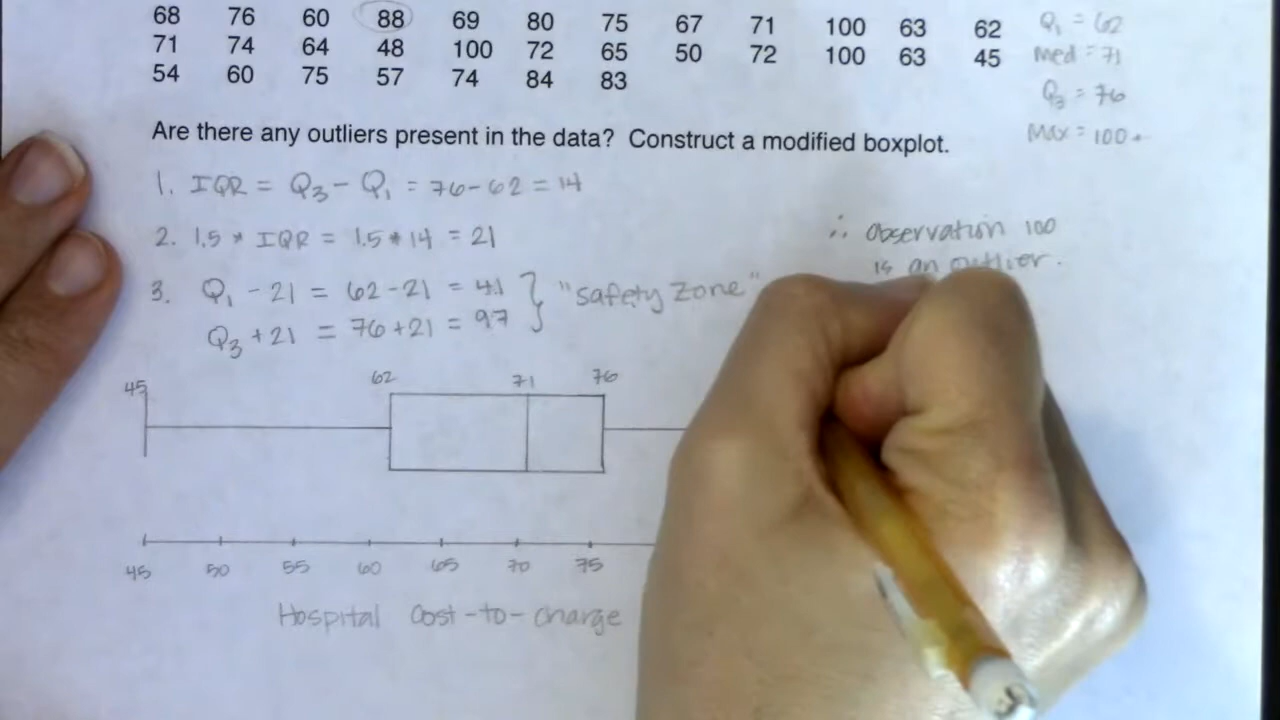 68 76 60 88 69 80 75 67 71 100 63 62
71 74 64 48 100 72 65 50 72 100 63 45
54 60 75 57 74 84 83
Q₁ = 62
Med = 71
Q₃ = 76
Max = 100
Are there any outliers present in the data? Construct a modified boxplot.
1. IQR = Q₃ - Q₁ = 76-62 = 14
2. 1.5 * IQR = 1.5*14 = 21
3. Q₁ - 21 = 62-21 = 41 } "safety zone"
Q₃ + 21 = 76+21 = 97
∴ Observation 100
is an outlier.
45 62 71 76
45 50 55 60 65 70 75
Hospital Cost-to-charge